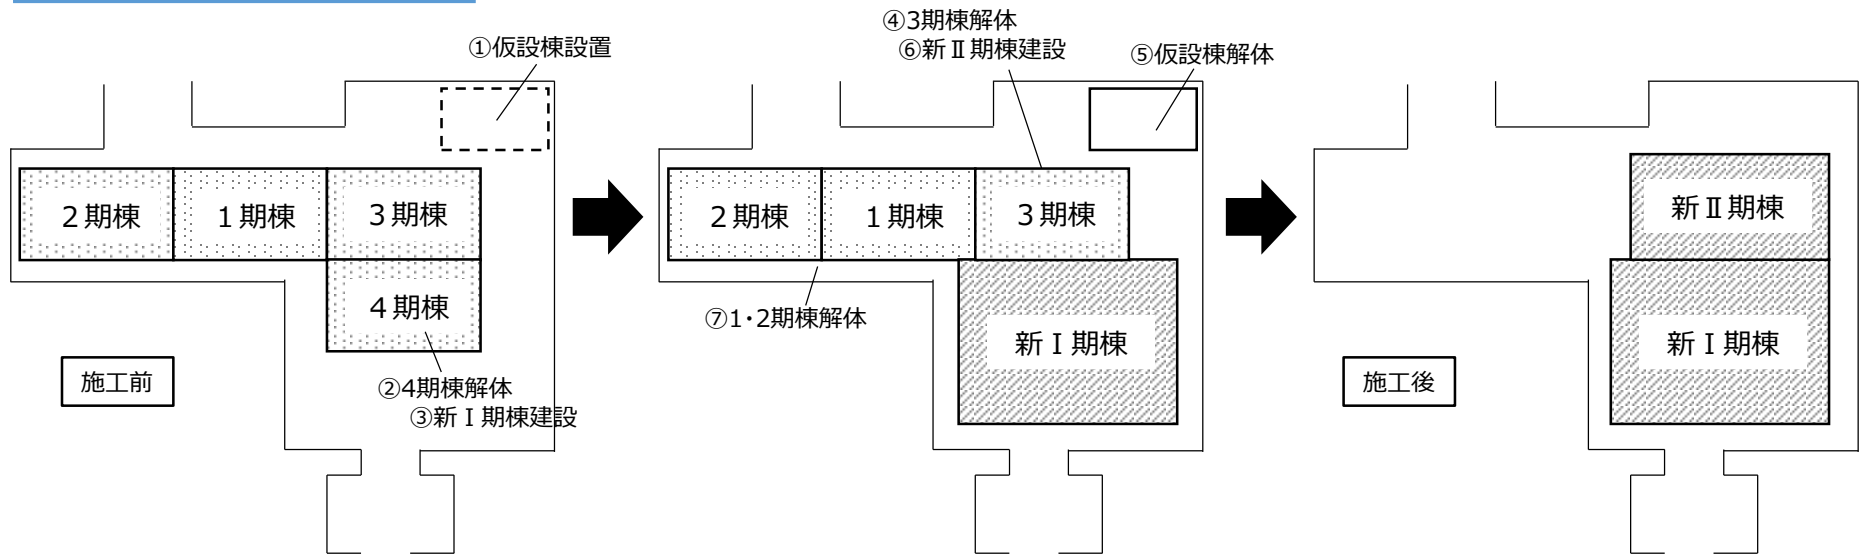 ①仮設棟設置
２期棟
１期棟
３期棟
４期棟
②4期棟解体
③新Ⅰ期棟建設
施工前
④3期棟解体
⑥新Ⅱ期棟建設
⑤仮設棟解体
２期棟
１期棟
３期棟
⑦1・2期棟解体
新Ⅰ期棟
新Ⅱ期棟
新Ⅰ期棟
施工後